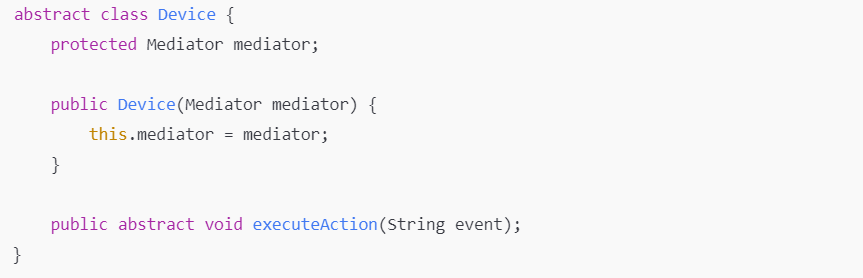 abstract class Device {
    protected Mediator mediator;

    public Device(Mediator mediator) {
        this.mediator = mediator;
    }

    public abstract void executeAction(String event);
}